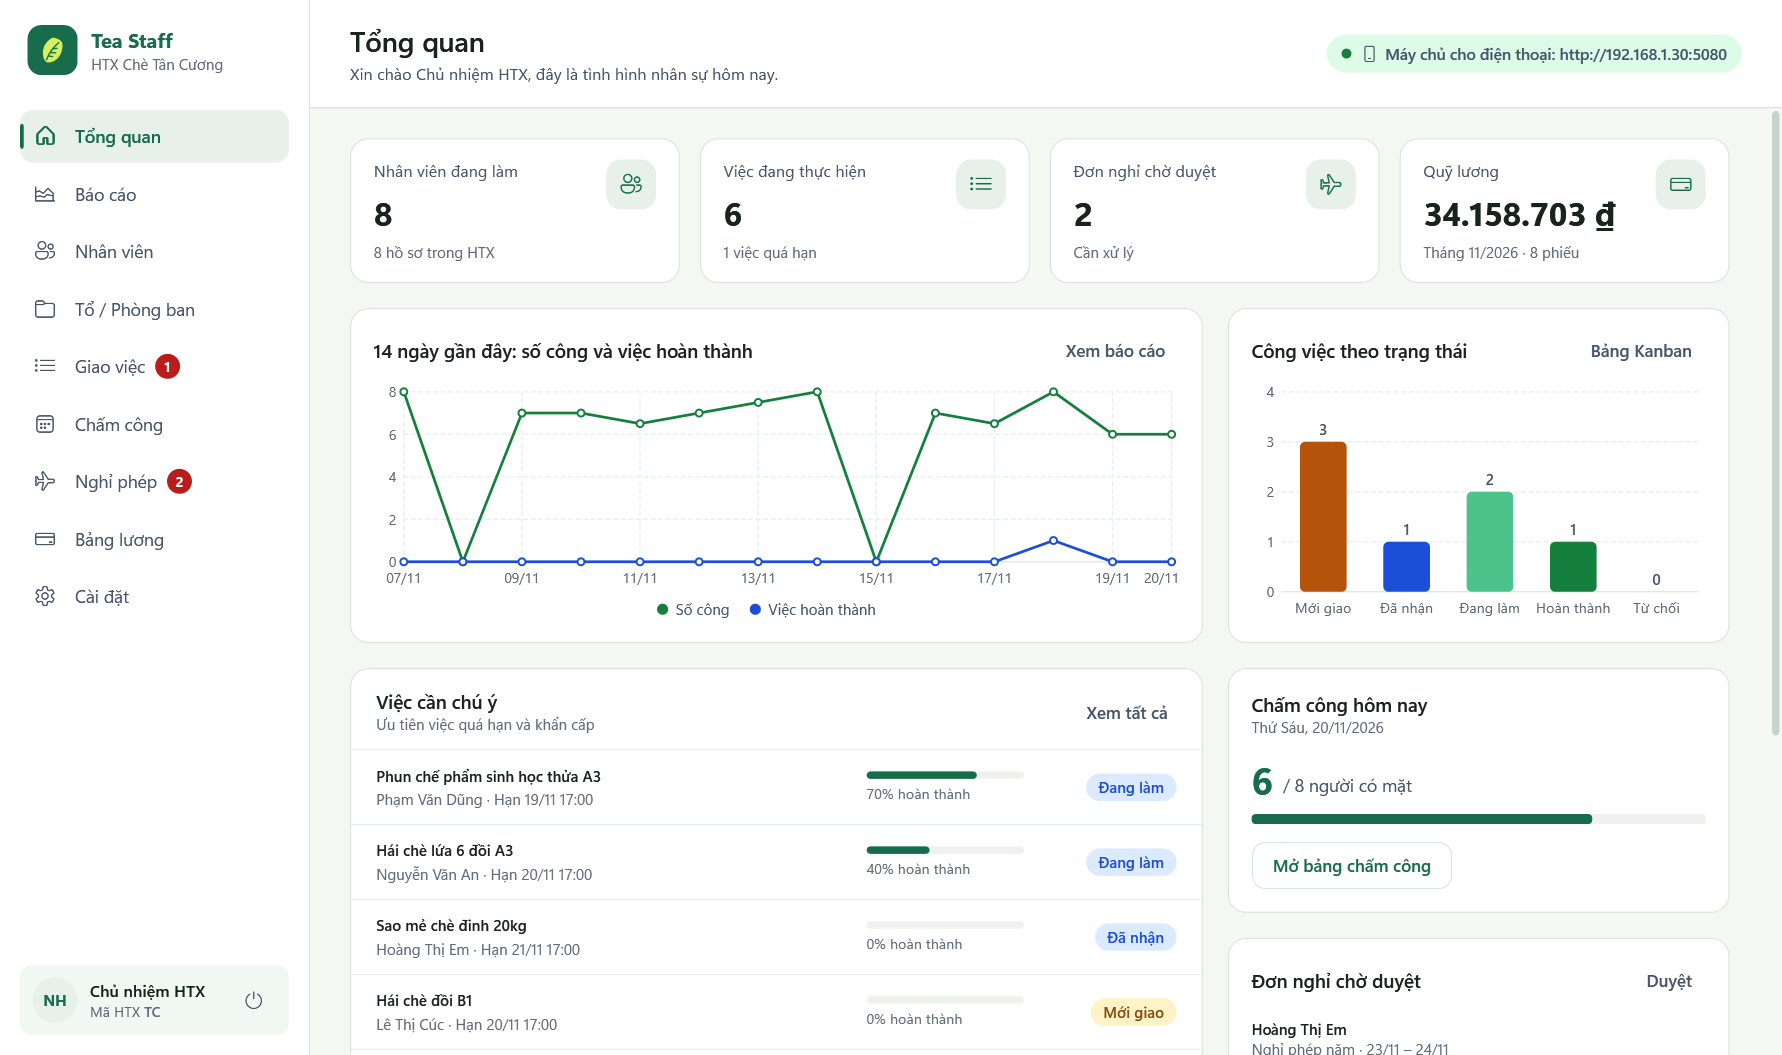 Tea Staff
HTX Chè Tân Cương
Tổng quan
Báo cáo
Nhân viên
Tổ / Phòng ban
Giao việc 1
Chấm công
Nghỉ phép 2
Bảng lương
Cài đặt
NH
Chủ nhiệm HTX
Mã HTX TC
Tổng quan
Xin chào Chủ nhiệm HTX, đây là tình hình nhân sự hôm nay.
Máy chủ cho điện thoại: http://192.168.1.30:5080
Nhân viên đang làm
8
8 hồ sơ trong HTX
Việc đang thực hiện
6
1 việc quá hạn
Đơn nghỉ chờ duyệt
2
Cần xử lý
Quỹ lương
34.158.703 ₫
Tháng 11/2026 · 8 phiếu
14 ngày gần đây: số công và việc hoàn thành
Xem báo cáo
8
6
4
2
0
07/11 09/11 11/11 13/11 15/11 17/11 19/11 20/11
Số công Việc hoàn thành
Công việc theo trạng thái
Bảng Kanban
4
3
2
1
0
3
1
2
1
0
Mới giao Đã nhận Đang làm Hoàn thành Từ chối
Việc cần chú ý
Ưu tiên việc quá hạn và khẩn cấp
Xem tất cả
Phun chế phẩm sinh học thửa A3
Phạm Văn Dũng · Hạn 19/11 17:00
70% hoàn thành
Đang làm
Hái chè lứa 6 đồi A3
Nguyễn Văn An · Hạn 20/11 17:00
40% hoàn thành
Đang làm
Sao mẻ chè đinh 20kg
Hoàng Thị Em · Hạn 21/11 17:00
0% hoàn thành
Đã nhận
Hái chè đồi B1
Lê Thị Cúc · Hạn 20/11 17:00
0% hoàn thành
Mới giao
Chấm công hôm nay
Thứ Sáu, 20/11/2026
6 / 8 người có mặt
Mở bảng chấm công
Đơn nghỉ chờ duyệt
Duyệt
Hoàng Thị Em
Nghỉ phép năm · 23/11 – 24/11